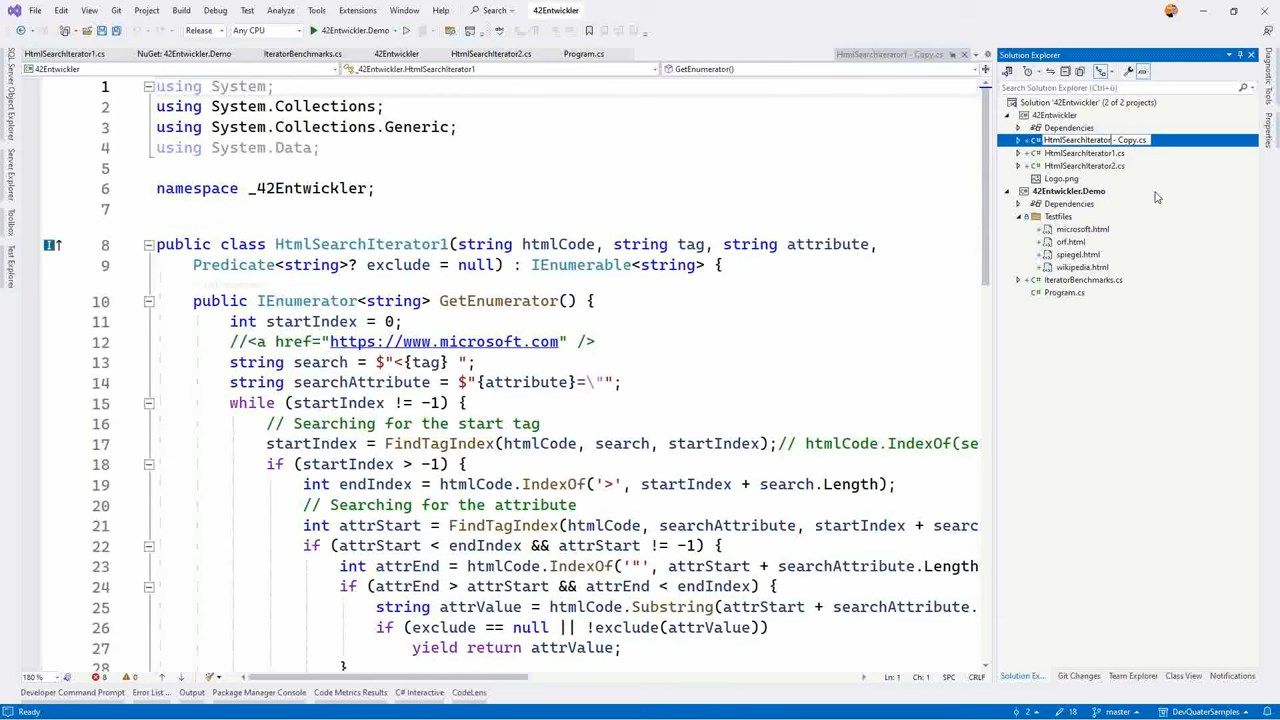 File Edit View Git Project Build Debug Test Analyze Tools Extensions Window Help Search 42Entwickler
Release Any CPU 42Entwickler.Demo
HtmlSearchIterator1.cs NuGet: 42Entwickler.Demo IteratorBenchmarks.cs 42Entwickler HtmlSearchIterator2.cs Program.cs HtmlSearchIterator1 - Copy.cs
42Entwickler _42Entwickler.HtmlSearchIterator1 GetEnumerator()
SQL Server Object Explorer
Server Explorer
Toolbox
Test Explorer
1 using System;
2 using System.Collections;
3 using System.Collections.Generic;
4 using System.Data;
5
6 namespace _42Entwickler;
7
8 public class HtmlSearchIterator1(string htmlCode, string tag, string attribute,
9 Predicate<string>? exclude = null) : IEnumerable<string> {
10 public IEnumerator<string> GetEnumerator() {
11 int startIndex = 0;
12 //<a href="https://www.microsoft.com" />
13 string search = $"<{tag} ";
14 string searchAttribute = $"{attribute}=\"";
15 while (startIndex != -1) {
16 // Searching for the start tag
17 startIndex = FindTagIndex(htmlCode, search, startIndex);// htmlCode.IndexOf(se
18 if (startIndex > -1) {
19 int endIndex = htmlCode.IndexOf('>', startIndex + search.Length);
20 // Searching for the attribute
21 int attrStart = FindTagIndex(htmlCode, searchAttribute, startIndex + searc
22 if (attrStart < endIndex && attrStart != -1) {
23 int attrEnd = htmlCode.IndexOf('"', attrStart + searchAttribute.Length
24 if (attrEnd > attrStart && attrEnd < endIndex) {
25 string attrValue = htmlCode.Substring(attrStart + searchAttribute.
26 if (exclude == null || !exclude(attrValue))
27 yield return attrValue;
28 }
Solution Explorer
Search Solution Explorer (Ctrl+ü)
Solution '42Entwickler' (2 of 2 projects)
42Entwickler
Dependencies
HtmlSearchIterator - Copy.cs
HtmlSearchIterator1.cs
HtmlSearchIterator2.cs
Logo.png
42Entwickler.Demo
Dependencies
Testfiles
microsoft.html
orf.html
spiegel.html
wikipedia.html
IteratorBenchmarks.cs
Program.cs
Diagnostic Tools
Properties
180 % 8 0 Ln: 1 Ch: 1 SPC CRLF
Solution Ex... Git Changes Team Explorer Class View Notifications
Developer Command Prompt Error List ... Output Package Manager Console Code Metrics Results C# Interactive CodeLens
Ready 2 18 master DevQuaterSamples